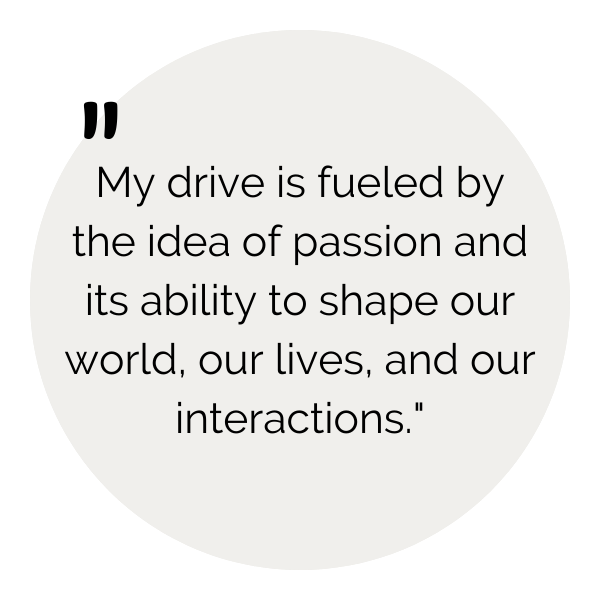 "
My drive is fueled by
the idea of passion and
its ability to shape our
world, our lives, and our
interactions."